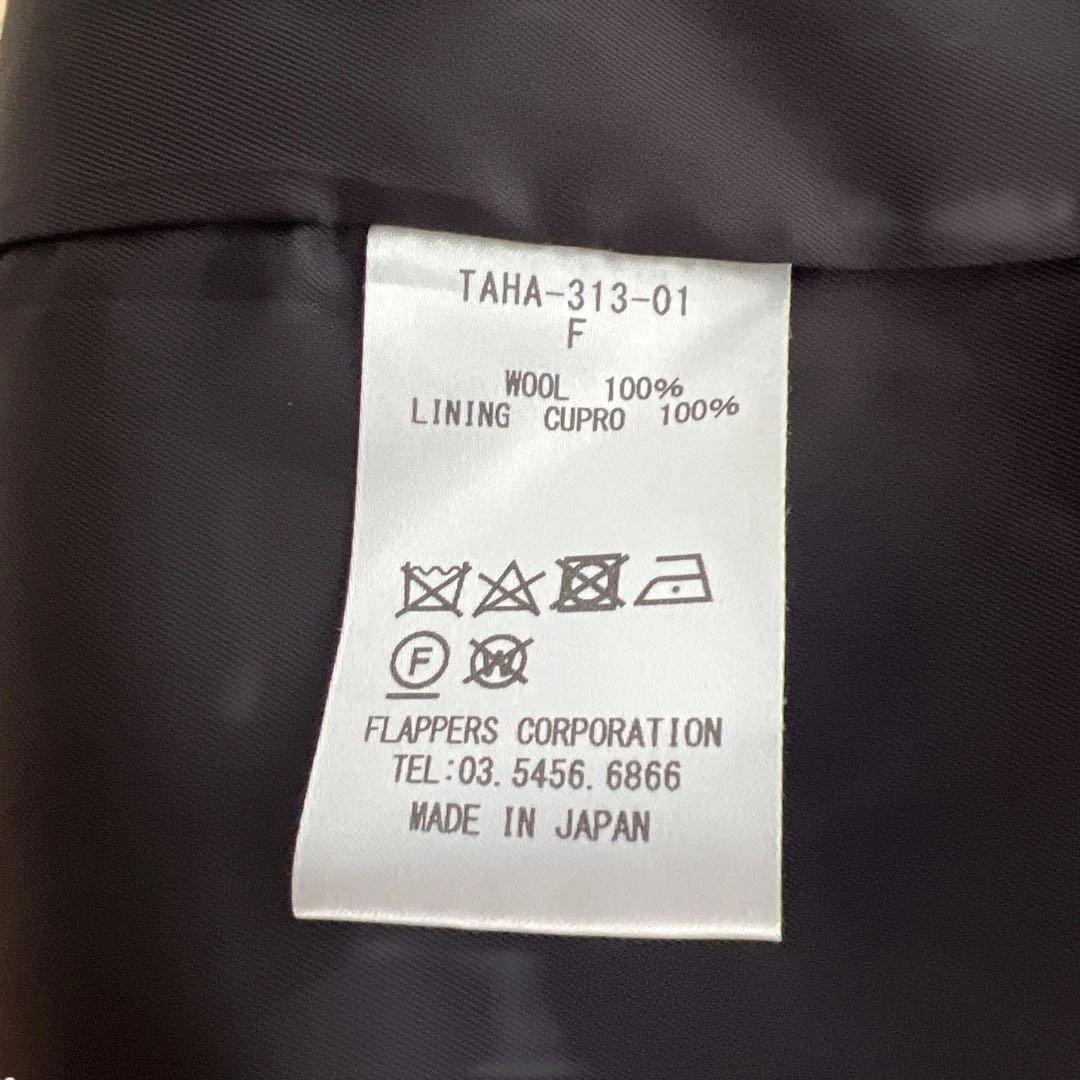 TAHA-313-01
F
WOOL 100%
LINING CUPRO 100%
F
W
FLAPPERS CORPORATION
TEL:03. 5456. 6866
MADE IN JAPAN